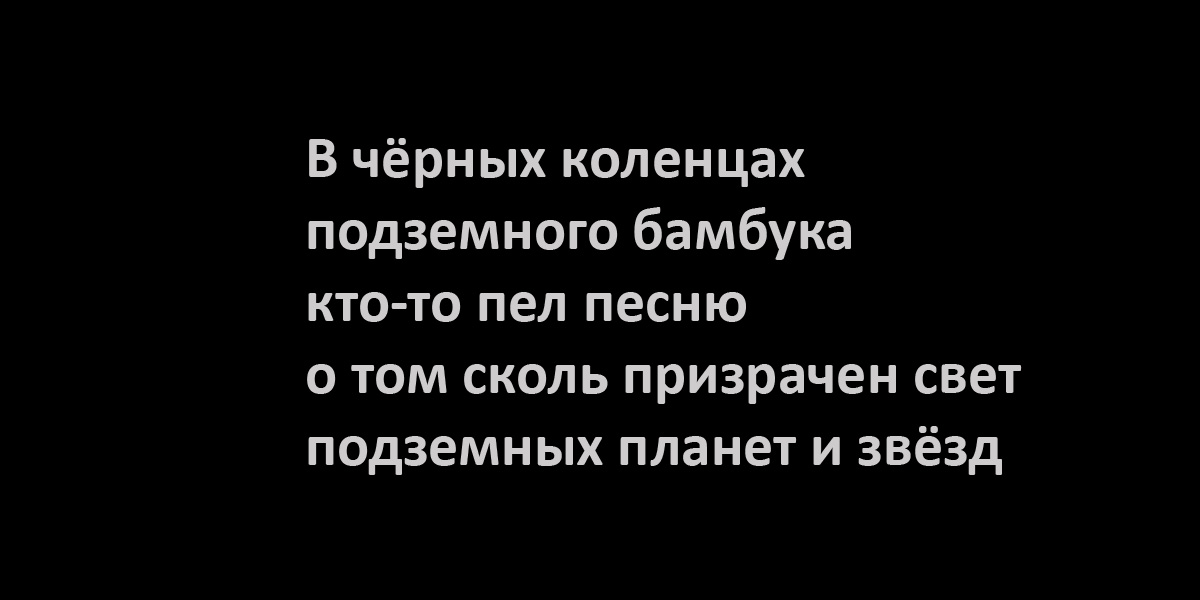 В чёрных коленцах
подземного бамбука
кто-то пел песню
о том сколь призрачен свет
подземных планет и звёзд